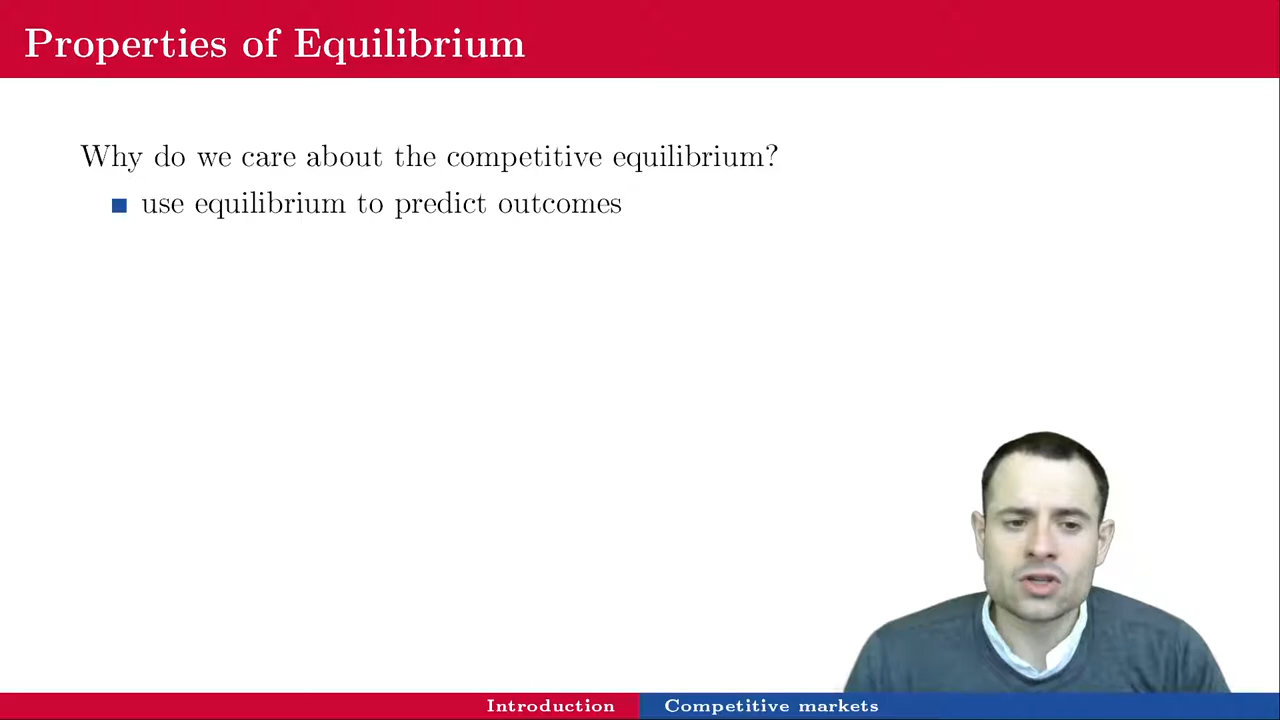 Properties of Equilibrium
Why do we care about the competitive equilibrium?
use equilibrium to predict outcomes
Introduction
Competitive markets